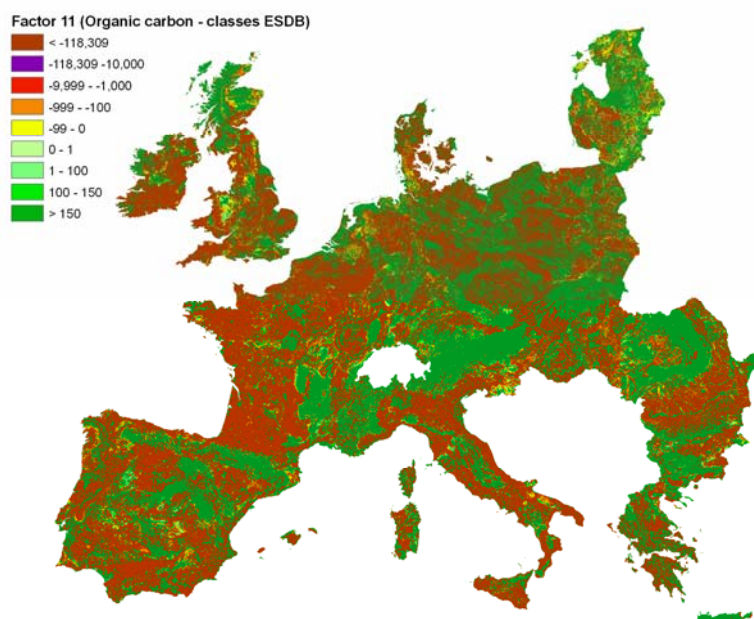 Factor 11 (Organic carbon - classes ESDB)
< -118,309
-118,309 -10,000
-9,999 - -1,000
-999 - -100
-99 - 0
0 - 1
1 - 100
100 - 150
> 150